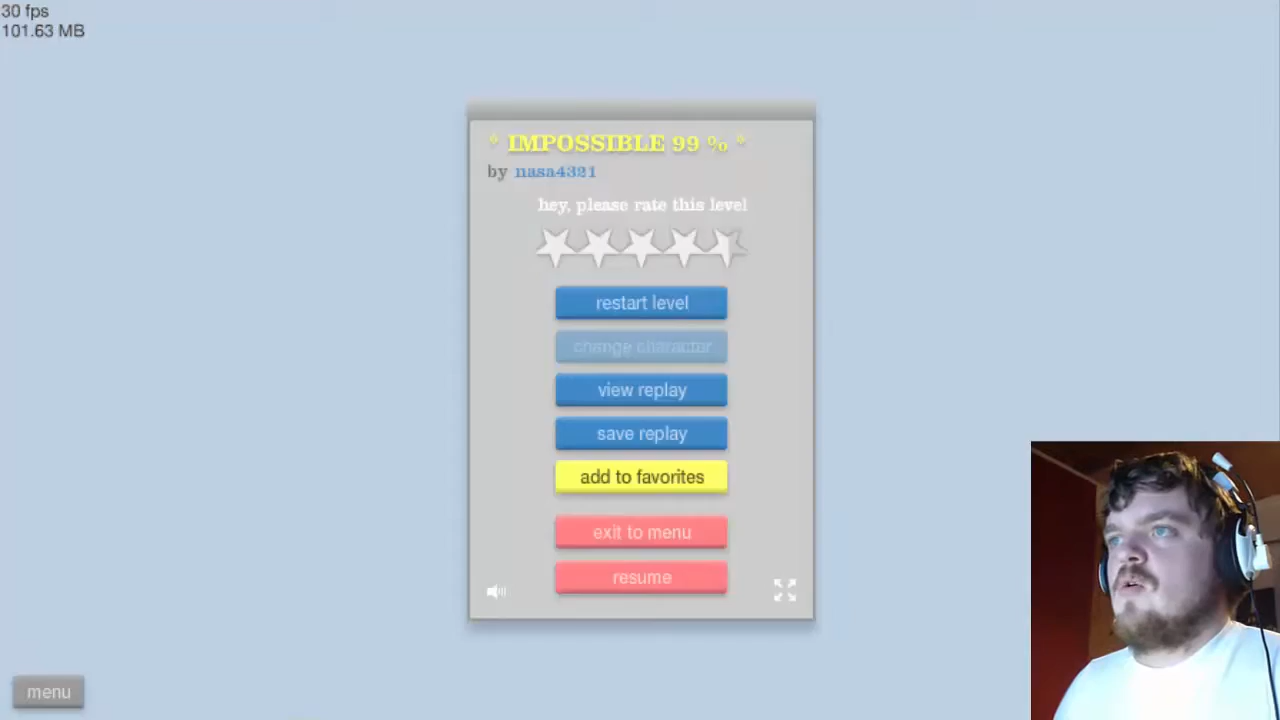 30 fps
101.63 MB
* IMPOSSIBLE 99 % *
by nasa4321
hey, please rate this level
restart level
change character
view replay
save replay
add to favorites
exit to menu
resume
menu